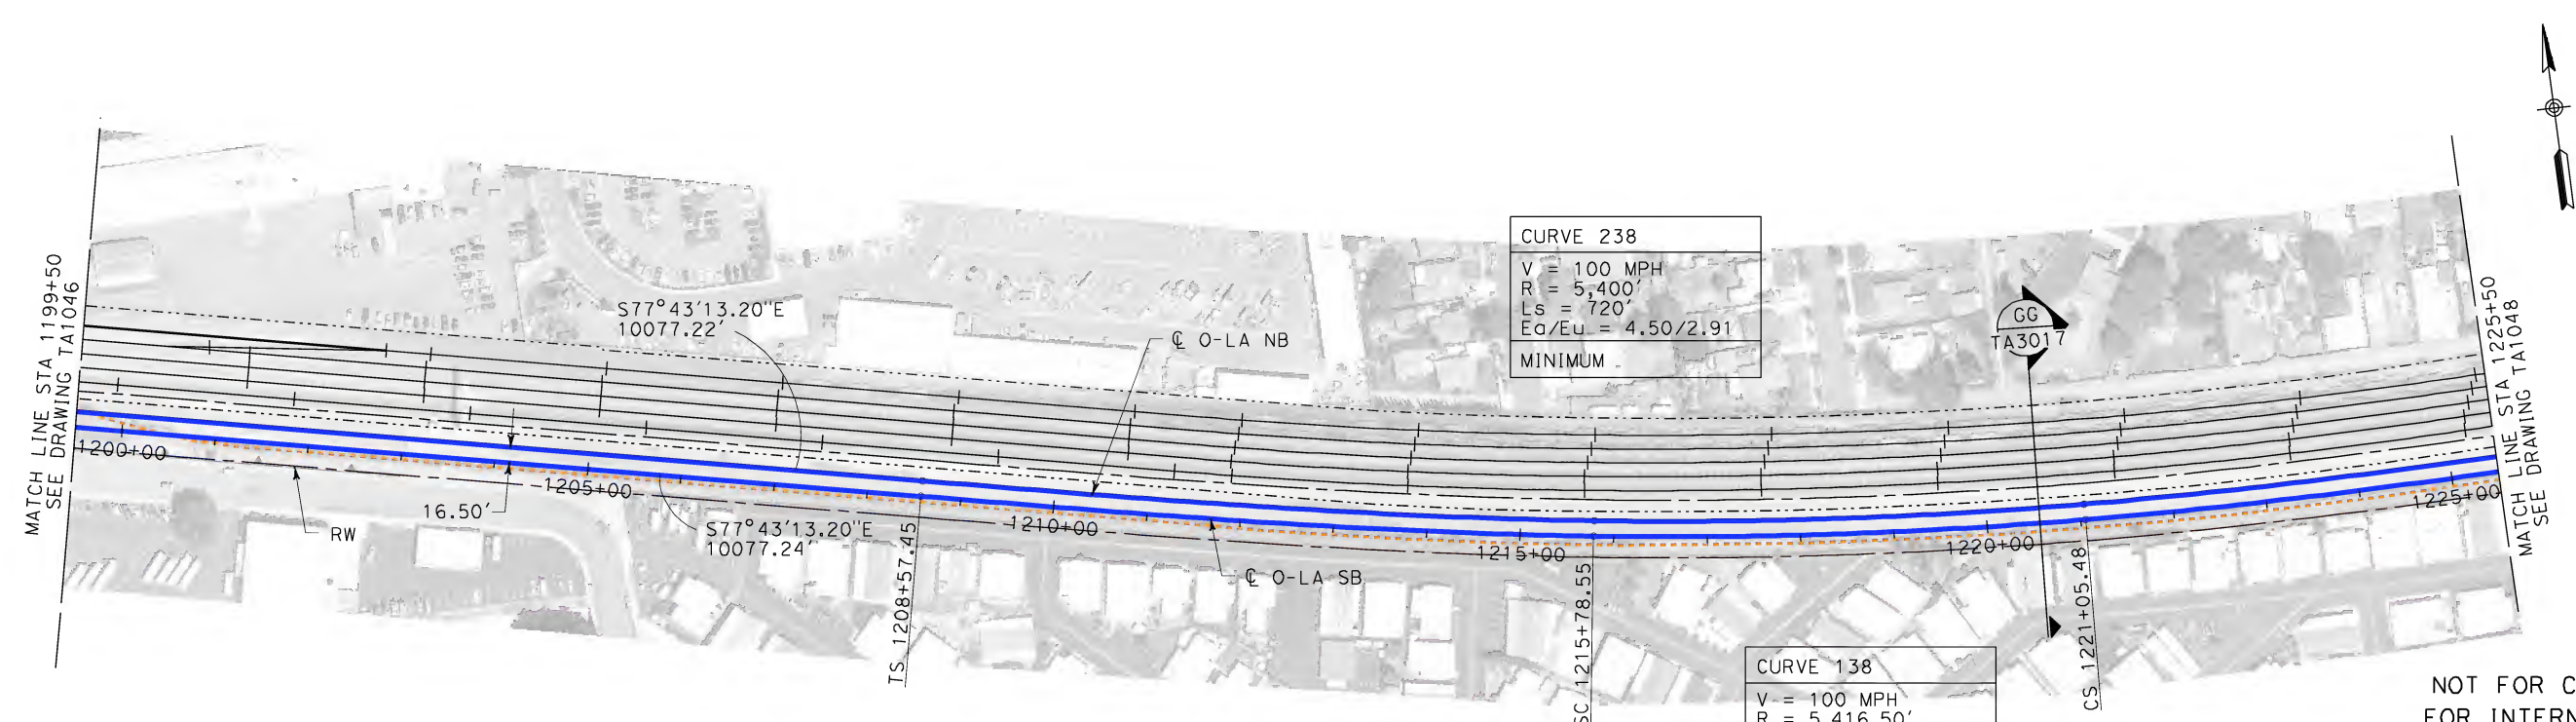 MATCH LINE STA 1199+50
SEE DRAWING TA1046
S77°43'13.20"E
10077.22'
℄ O-LA NB
CURVE 238
V = 100 MPH
R = 5,400'
Ls = 720'
Ea/Eu = 4.50/2.91
MINIMUM
GG
TA3017
MATCH LINE STA 1225+50
SEE DRAWING TA1048
1200+00
1205+00
1210+00
1215+00
1220+00
1225+00
16.50'
RW
S77°43'13.20"E
10077.24'
℄ O-LA SB
TS 1208+57.45
SC 1215+78.55
CS 1221+05.48
CURVE 138
V = 100 MPH
R = 5,416.50'
NOT FOR C
FOR INTERN